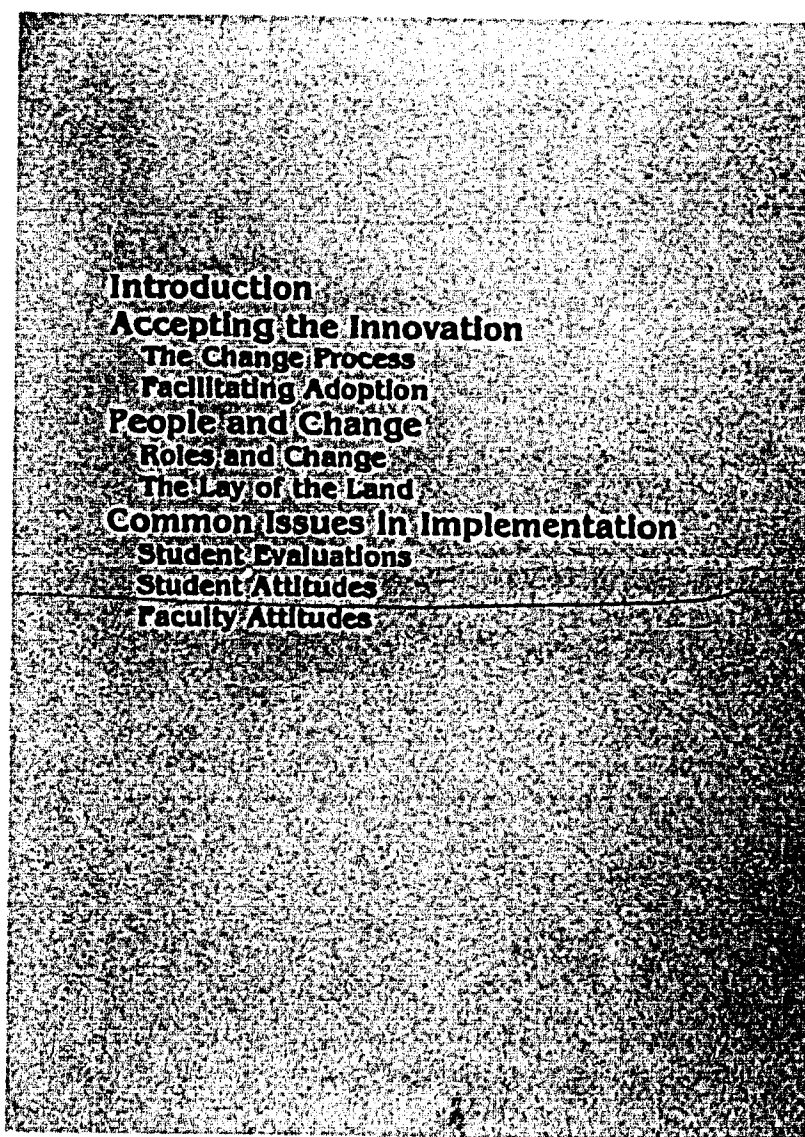 Introduction
Accepting the Innovation
The Change Process
Facilitating Adoption
People and Change
Roles and Change
The Lay of the Land
Common Issues in Implementation
Student Evaluations
Student Attitudes
Faculty Attitudes